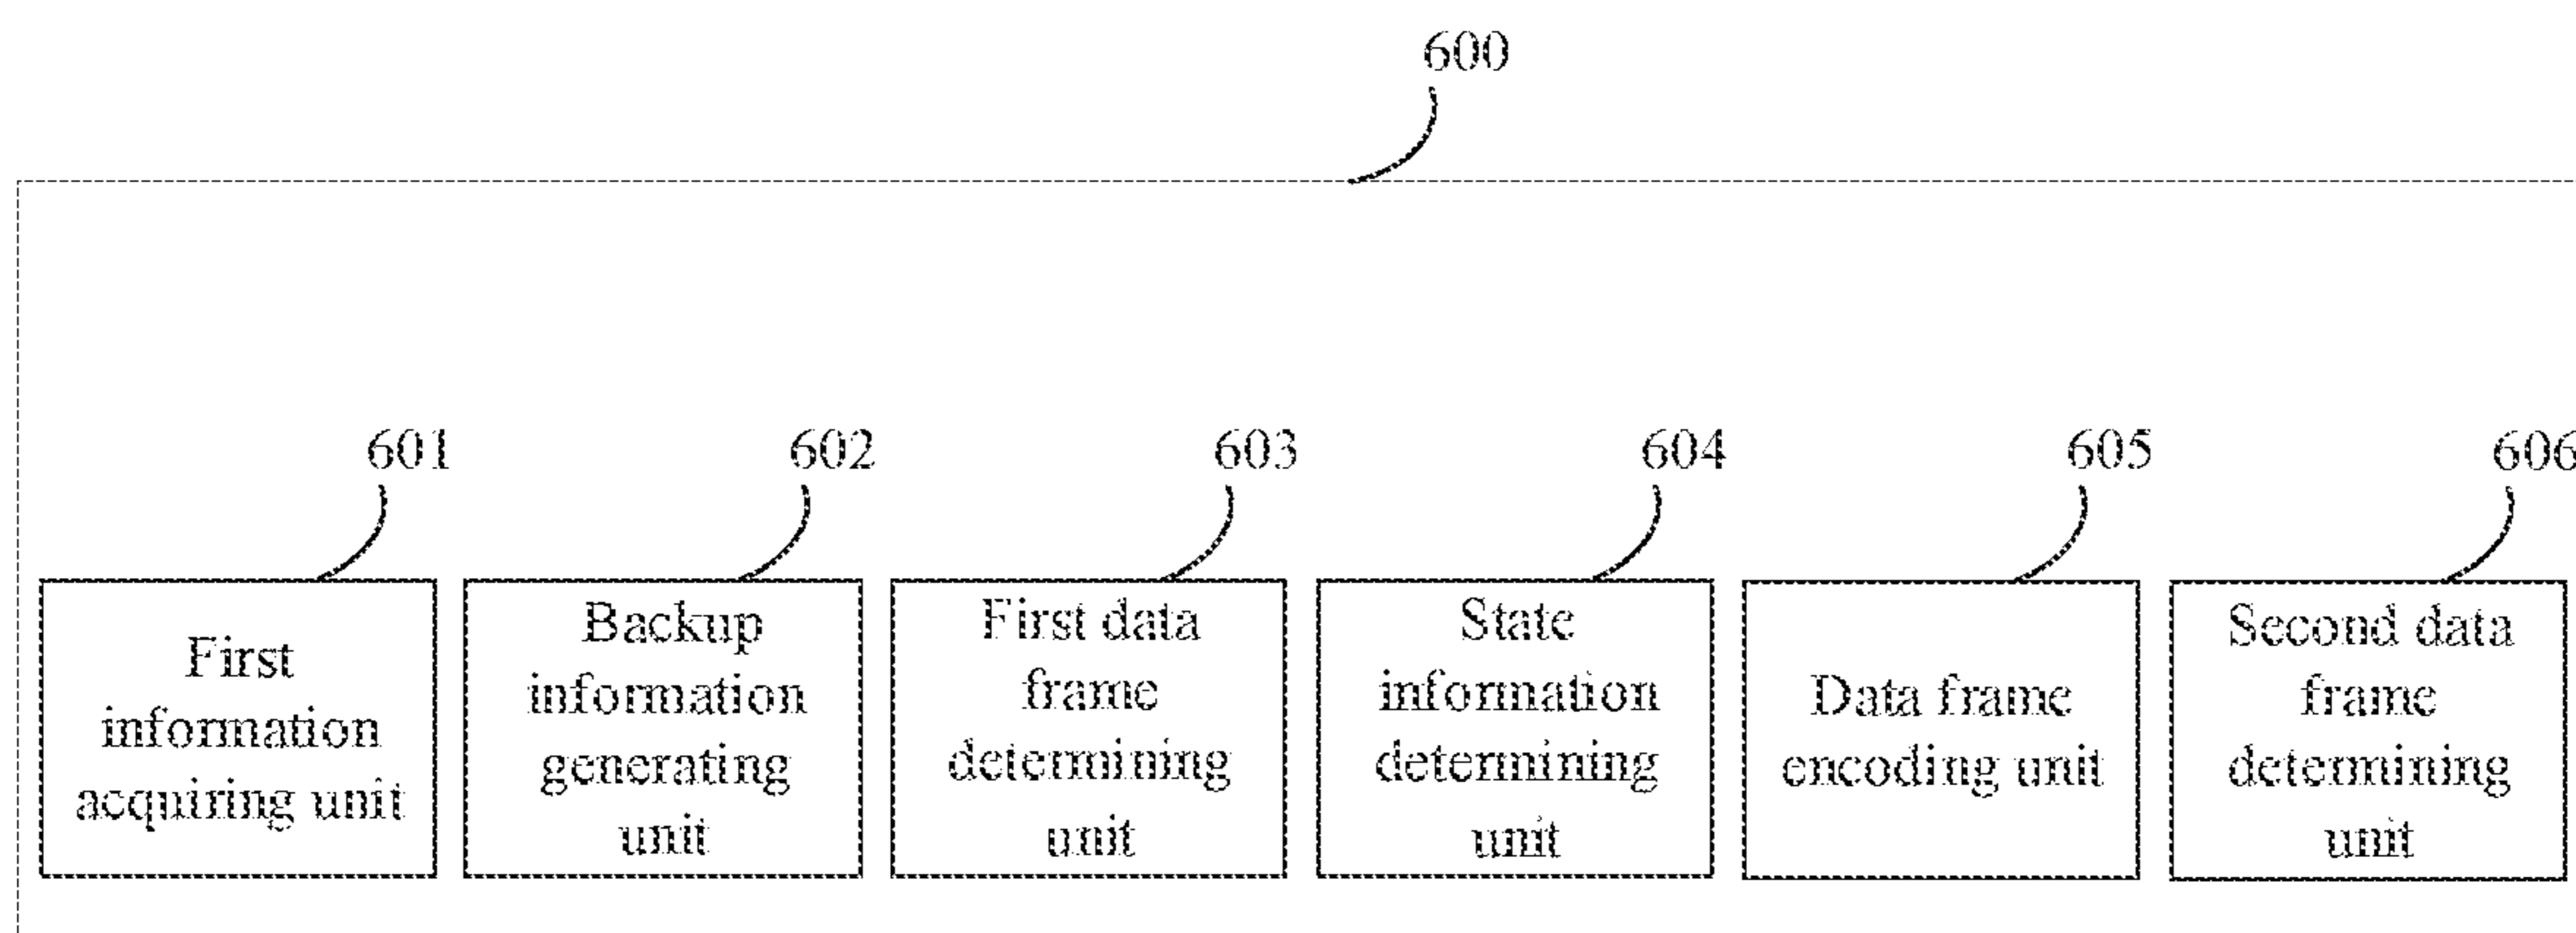 600
601
602
603
604
605
606
First
information
acquiring unit
Backup
information
generating
unit
First data
frame
determining
unit
State
information
determining
unit
Data frame
encoding unit
Second data
frame
determining
unit